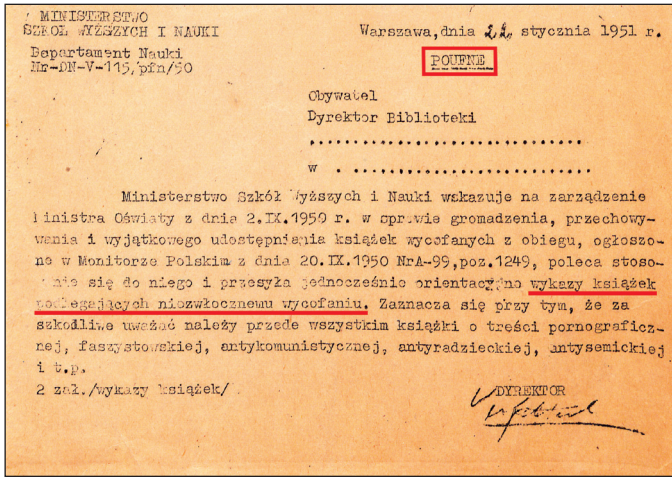 MINISTERSTWO
SZKÓŁ WYŻSZYCH I NAUKI
Warszawa, dnia 22 stycznia 1951 r.
Departament Nauki
Nr-DN-V-115/pfn/50
POUFNE
Obywatel
Dyrektor Biblioteki
..............................
w . ..........................
Ministerstwo Szkół Wyższych i Nauki wskazuje na zarządzenie
Ministra Oświaty z dnia 2.IX.1950 r. w sprawie gromadzenia, przechowy-
wania i wyjątkowego udostępniania książek wycofanych z obiegu, ogłoszo-
ne w Monitorze Polskim z dnia 20.IX.1950 NrA-99,poz.1249, poleca stoso-
wanie się do niego i przesyła jednocześnie orientacyjno wykazy książek
podlegających niezwłocznemu wycofaniu. Zaznacza się przy tym, że za
szkodliwe uważać należy przede wszystkim książki o treści pornograficz-
nej, faszystowskiej, antykomunistycznej, antyradzieckiej, antysemickiej
i t.p.
2 zał./wykazy książek/
DYREKTOR